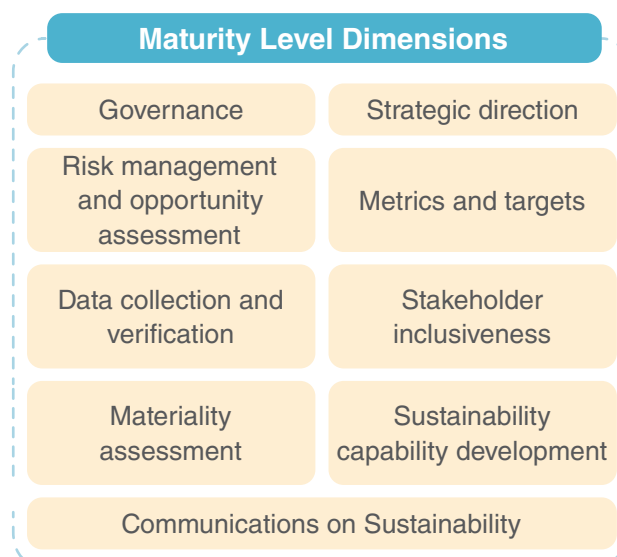 Maturity Level Dimensions
Governance
Strategic direction
Risk management
and opportunity
assessment
Metrics and targets
Data collection and
verification
Stakeholder
inclusiveness
Materiality
assessment
Sustainability
capability development
Communications on Sustainability